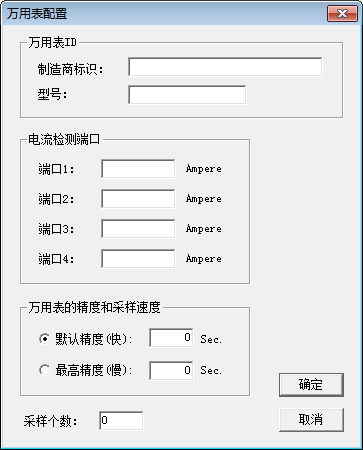 万用表配置
万用表ID
制造商标识：
型号：
电流检测端口
端口1： Ampere
端口2： Ampere
端口3： Ampere
端口4： Ampere
万用表的精度和采样速度
默认精度(快)： 0 Sec.
最高精度(慢)： 0 Sec.
确定
采样个数： 0
取消